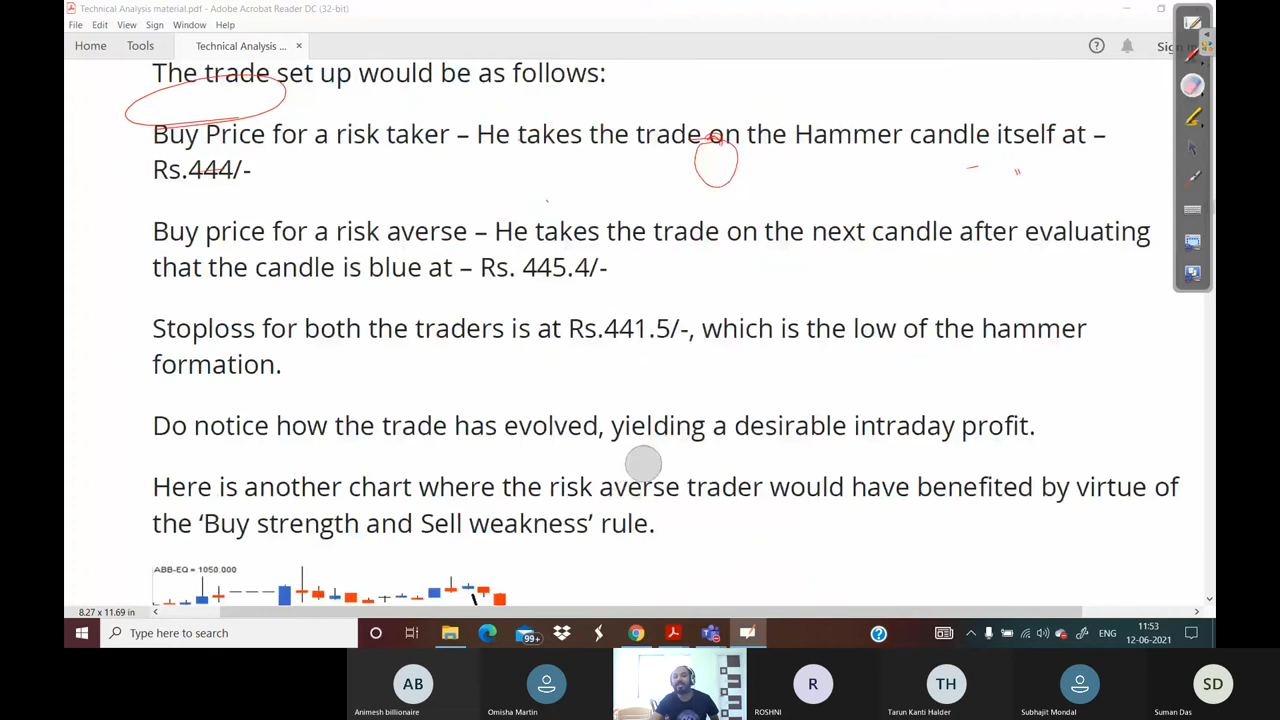 Technical Analysis material.pdf - Adobe Acrobat Reader DC (32-bit)
File Edit View Sign Window Help
Home Tools Technical Analysis ... ×
Sign In
The trade set up would be as follows:
Buy Price for a risk taker – He takes the trade on the Hammer candle itself at –
Rs.444/-
Buy price for a risk averse – He takes the trade on the next candle after evaluating
that the candle is blue at – Rs. 445.4/-
Stoploss for both the traders is at Rs.441.5/-, which is the low of the hammer
formation.
Do notice how the trade has evolved, yielding a desirable intraday profit.
Here is another chart where the risk averse trader would have benefited by virtue of
the ‘Buy strength and Sell weakness’ rule.
ABB-EQ = 1050.000
8.27 x 11.69 in
Type here to search
99+
ENG
11:53
12-06-2021
AB R TH SD
Animesh billionaire Omisha Martin ROSHNI Tarun Kanti Halder Subhajit Mondal Suman Das